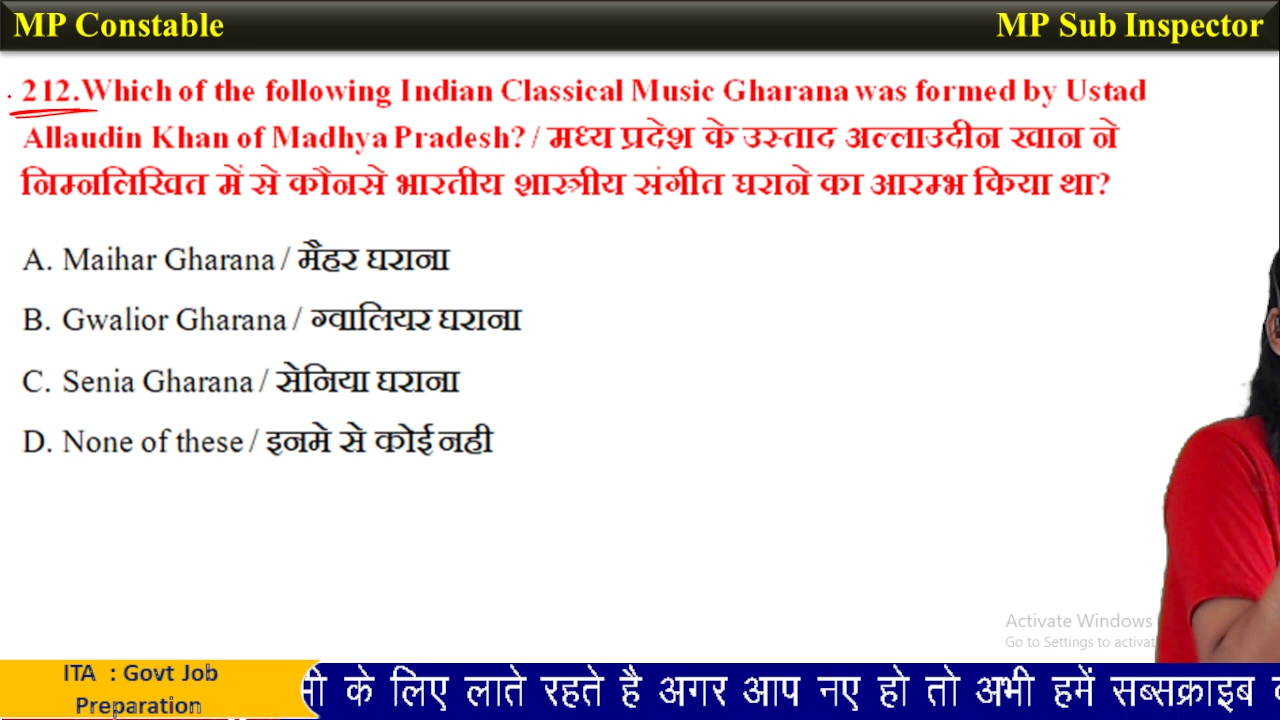 MP Constable
MP Sub Inspector
212.Which of the following Indian Classical Music Gharana was formed by Ustad
Allaudin Khan of Madhya Pradesh? / मध्य प्रदेश के उस्ताद अल्लाउदीन खान ने
निम्नलिखित में से कौनसे भारतीय शास्त्रीय संगीत घराने का आरम्भ किया था?
A. Maihar Gharana / मैहर घराना
B. Gwalior Gharana / ग्वालियर घराना
C. Senia Gharana / सेनिया घराना
D. None of these / इनमे से कोई नही
Activate Windows
Go to Settings to activat
ITA : Govt Job
Preparation
के लिए लाते रहते है अगर आप नए हो तो अभी हमें सब्सक्राइब